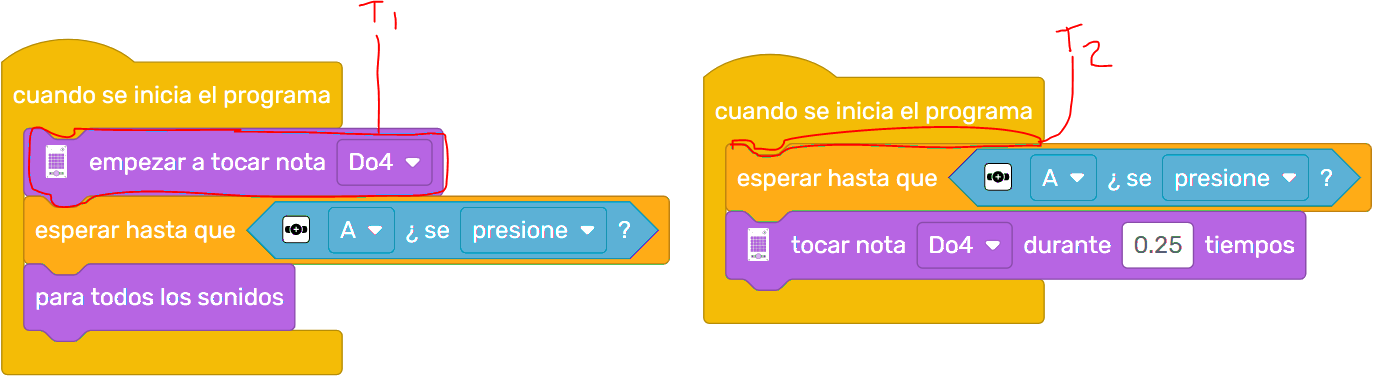 T1
cuando se inicia el programa
empezar a tocar nota Do4
esperar hasta que A ¿ se presione ?
para todos los sonidos
T2
cuando se inicia el programa
esperar hasta que A ¿ se presione ?
tocar nota Do4 durante 0.25 tiempos